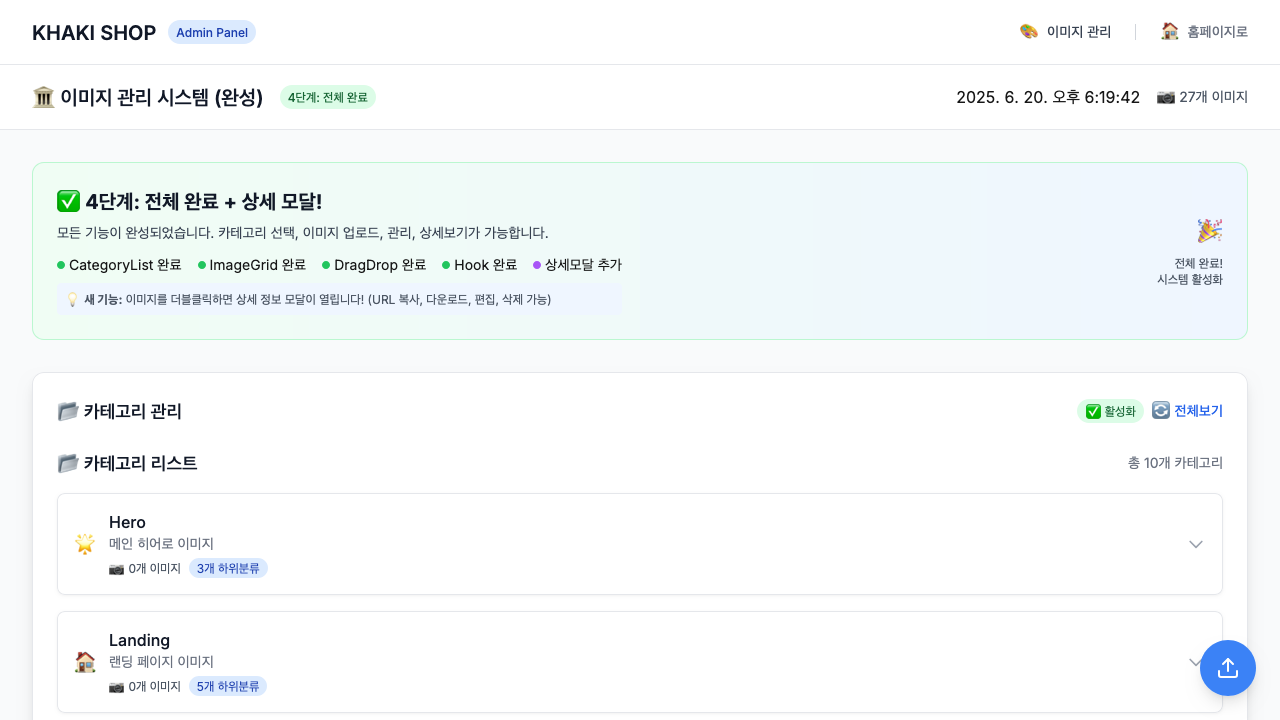 KHAKI SHOP
Admin Panel
🎨 이미지 관리
🏠 홈페이지로
🏛️ 이미지 관리 시스템 (완성)
4단계: 전체 완료
2025. 6. 20. 오후 6:19:42
📷 27개 이미지
✅ 4단계: 전체 완료 + 상세 모달!
모든 기능이 완성되었습니다. 카테고리 선택, 이미지 업로드, 관리, 상세보기가 가능합니다.
CategoryList 완료
ImageGrid 완료
DragDrop 완료
Hook 완료
상세모달 추가
💡 새 기능: 이미지를 더블클릭하면 상세 정보 모달이 열립니다! (URL 복사, 다운로드, 편집, 삭제 가능)
🎉
전체 완료!
시스템 활성화
📂 카테고리 관리
✅ 활성화
🔄 전체보기
📂 카테고리 리스트
총 10개 카테고리
Hero
메인 히어로 이미지
📷 0개 이미지
3개 하위분류
Landing
랜딩 페이지 이미지
📷 0개 이미지
5개 하위분류